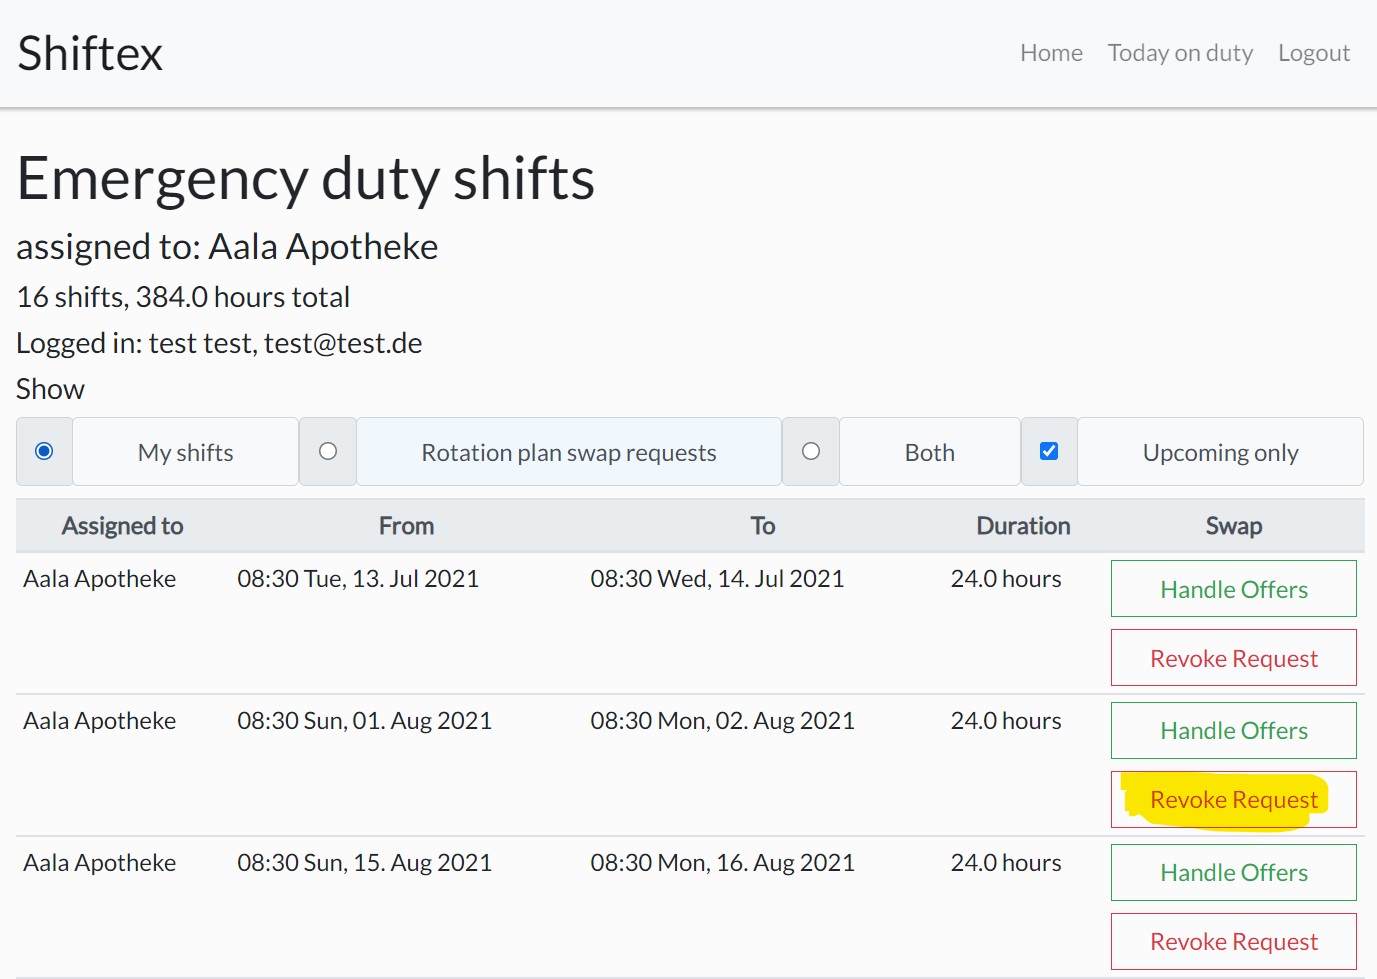 Shiftex Home Today on duty Logout
Emergency duty shifts
assigned to: Aala Apotheke
16 shifts, 384.0 hours total
Logged in: test test, test@test.de
Show
My shifts Rotation plan swap requests Both Upcoming only
Assigned to From To Duration Swap
Aala Apotheke 08:30 Tue, 13. Jul 2021 08:30 Wed, 14. Jul 2021 24.0 hours Handle Offers
Revoke Request
Aala Apotheke 08:30 Sun, 01. Aug 2021 08:30 Mon, 02. Aug 2021 24.0 hours Handle Offers
Revoke Request
Aala Apotheke 08:30 Sun, 15. Aug 2021 08:30 Mon, 16. Aug 2021 24.0 hours Handle Offers
Revoke Request